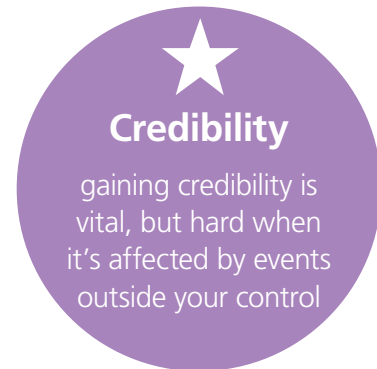 Credibility
gaining credibility is
vital, but hard when
it’s affected by events
outside your control